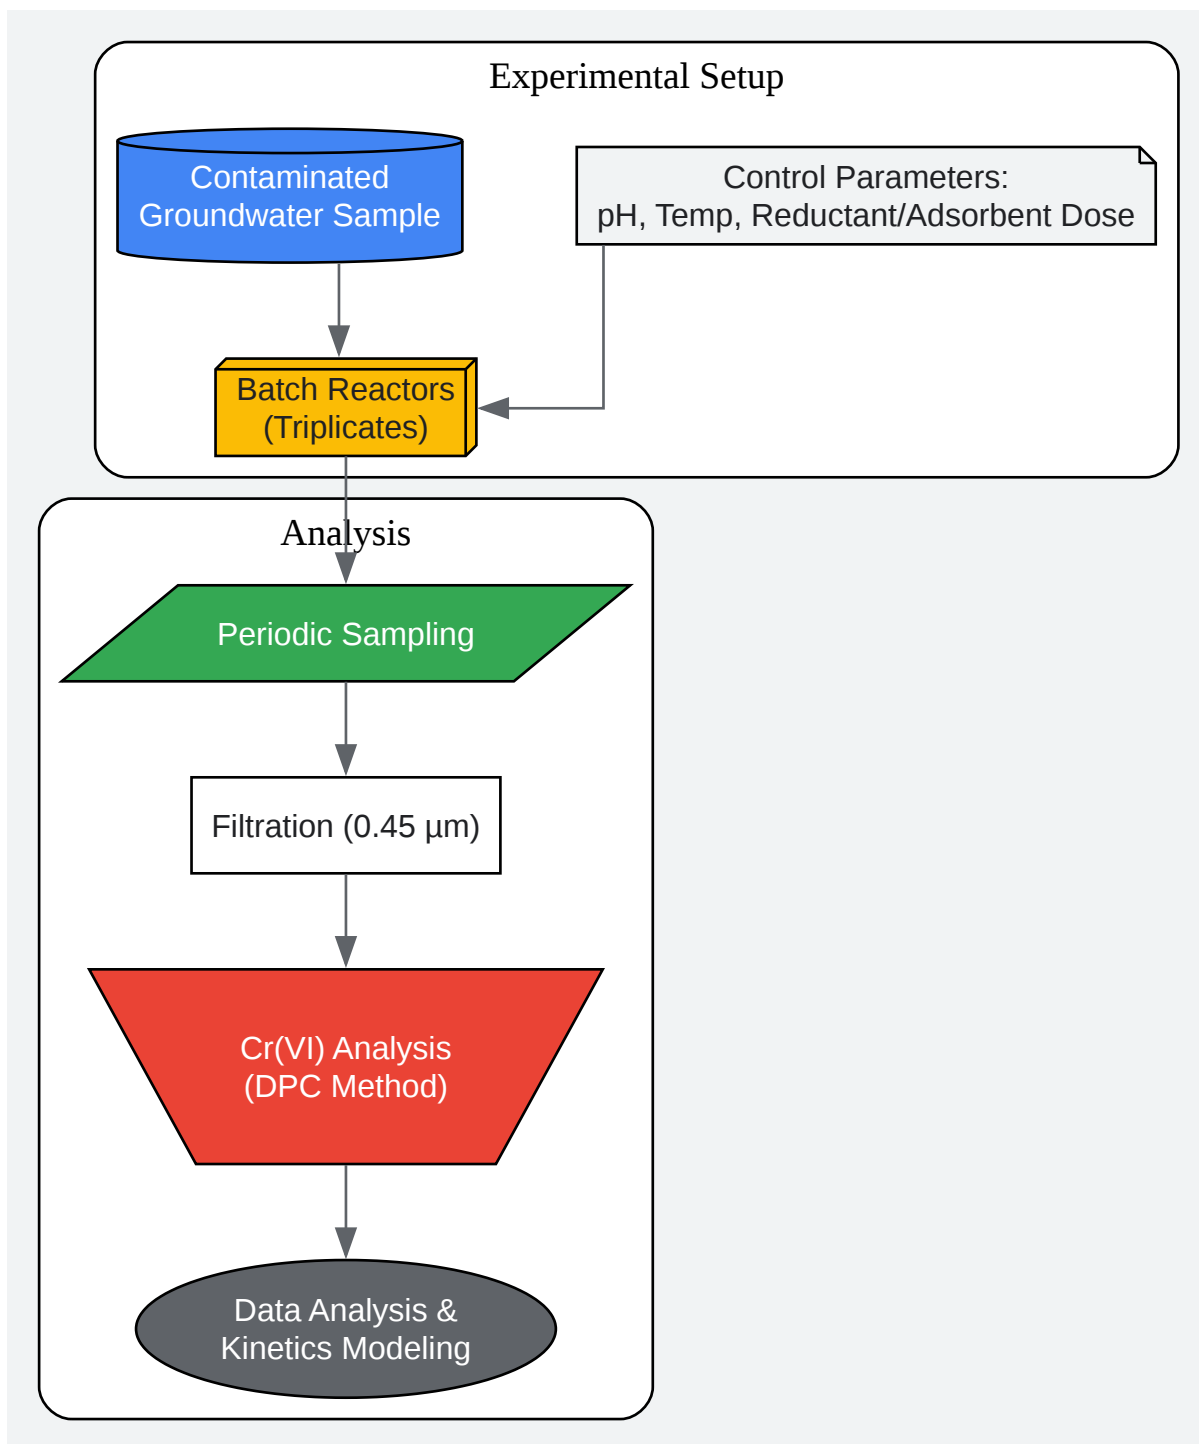 Experimental Setup
Contaminated
Groundwater Sample
Control Parameters:
pH, Temp, Reductant/Adsorbent Dose
Batch Reactors
(Triplicates)
Analysis
Periodic Sampling
Filtration (0.45 µm)
Cr(VI) Analysis
(DPC Method)
Data Analysis &
Kinetics Modeling